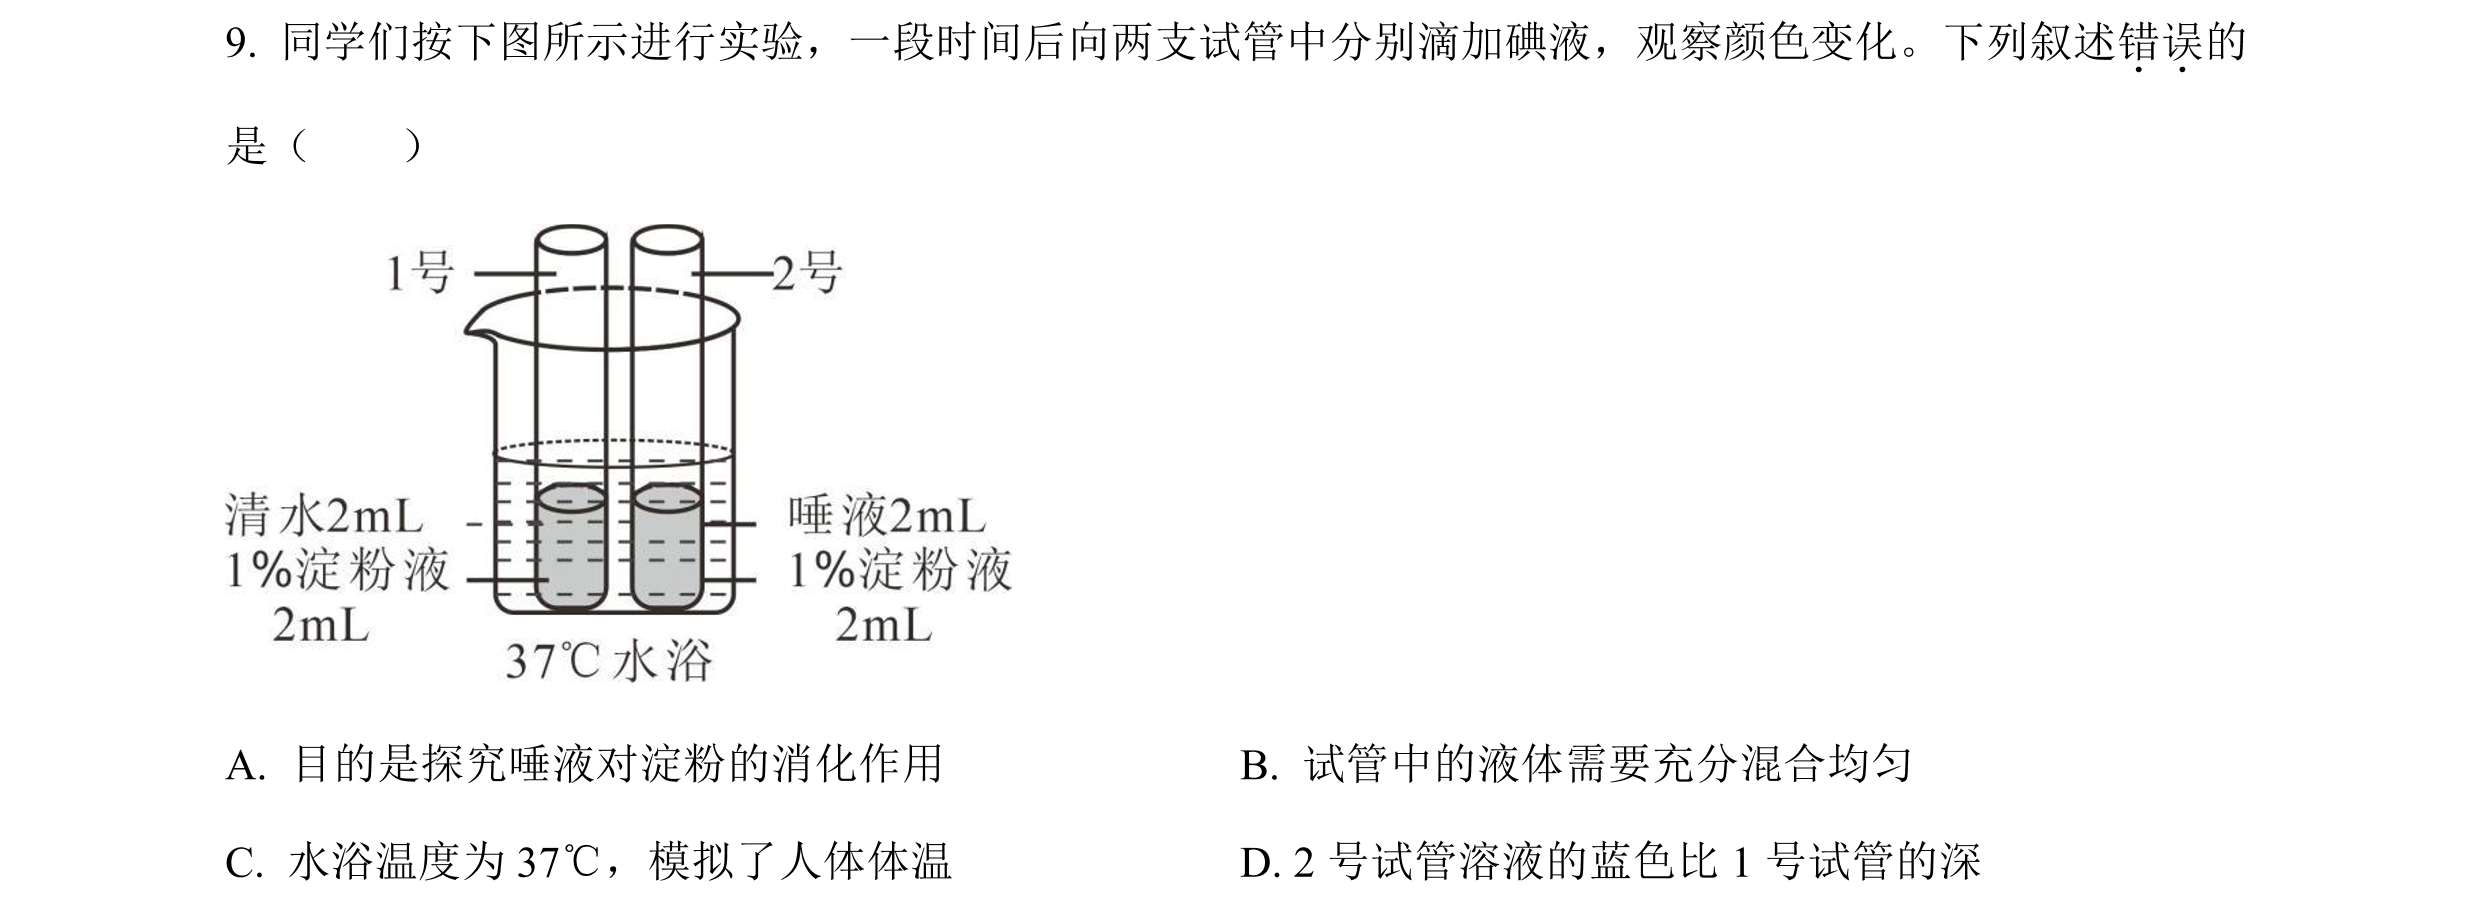 9. 同学们按下图所示进行实验，一段时间后向两支试管中分别滴加碘液，观察颜色变化。下列叙述错误的
是（　　）
1号
2号
清水2mL
1%淀粉液
2mL
唾液2mL
1%淀粉液
2mL
37℃水浴
A. 目的是探究唾液对淀粉的消化作用
B. 试管中的液体需要充分混合均匀
C. 水浴温度为 37℃，模拟了人体体温
D. 2 号试管溶液的蓝色比 1 号试管的深